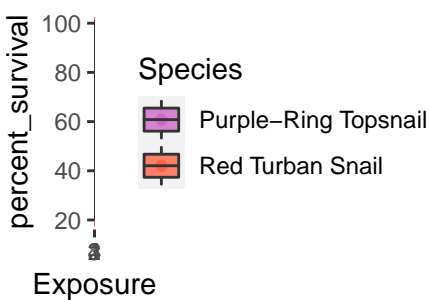 percent_survival
100
80
60
40
20
Exposure
Species
Purple−Ring Topsnail
Red Turban Snail